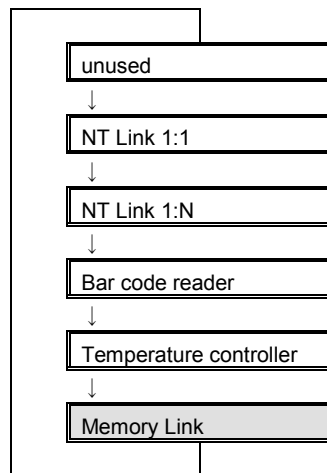 unused
↓
NT Link 1:1
↓
NT Link 1:N
↓
Bar code reader
↓
Temperature controller
↓
Memory Link